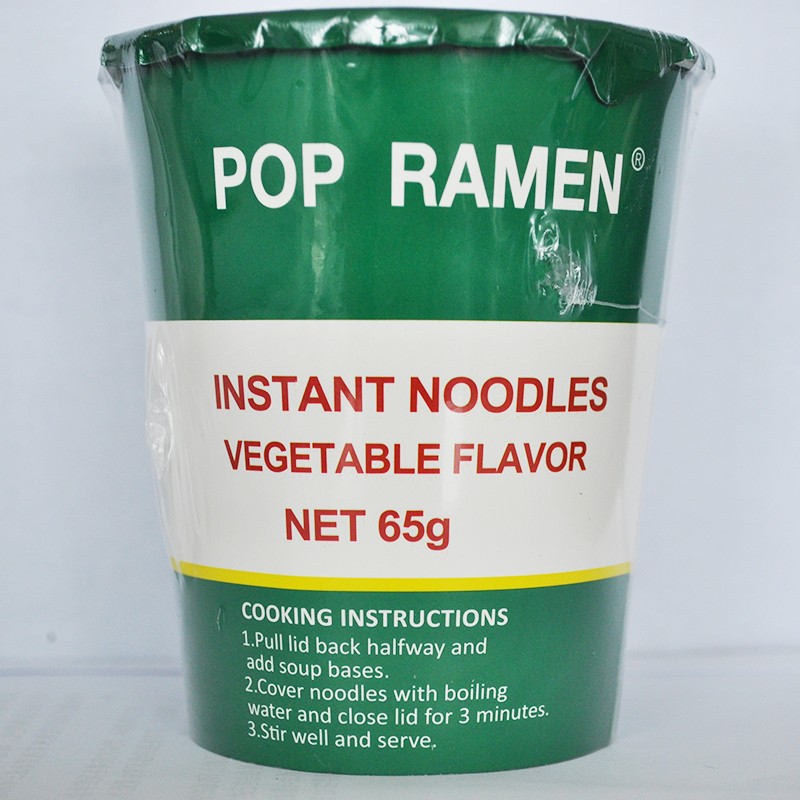 POP RAMEN®
INSTANT NOODLES
VEGETABLE FLAVOR
NET 65g
COOKING INSTRUCTIONS
1.Pull lid back halfway and
add soup bases.
2.Cover noodles with boiling
water and close lid for 3 minutes.
3.Stir well and serve.